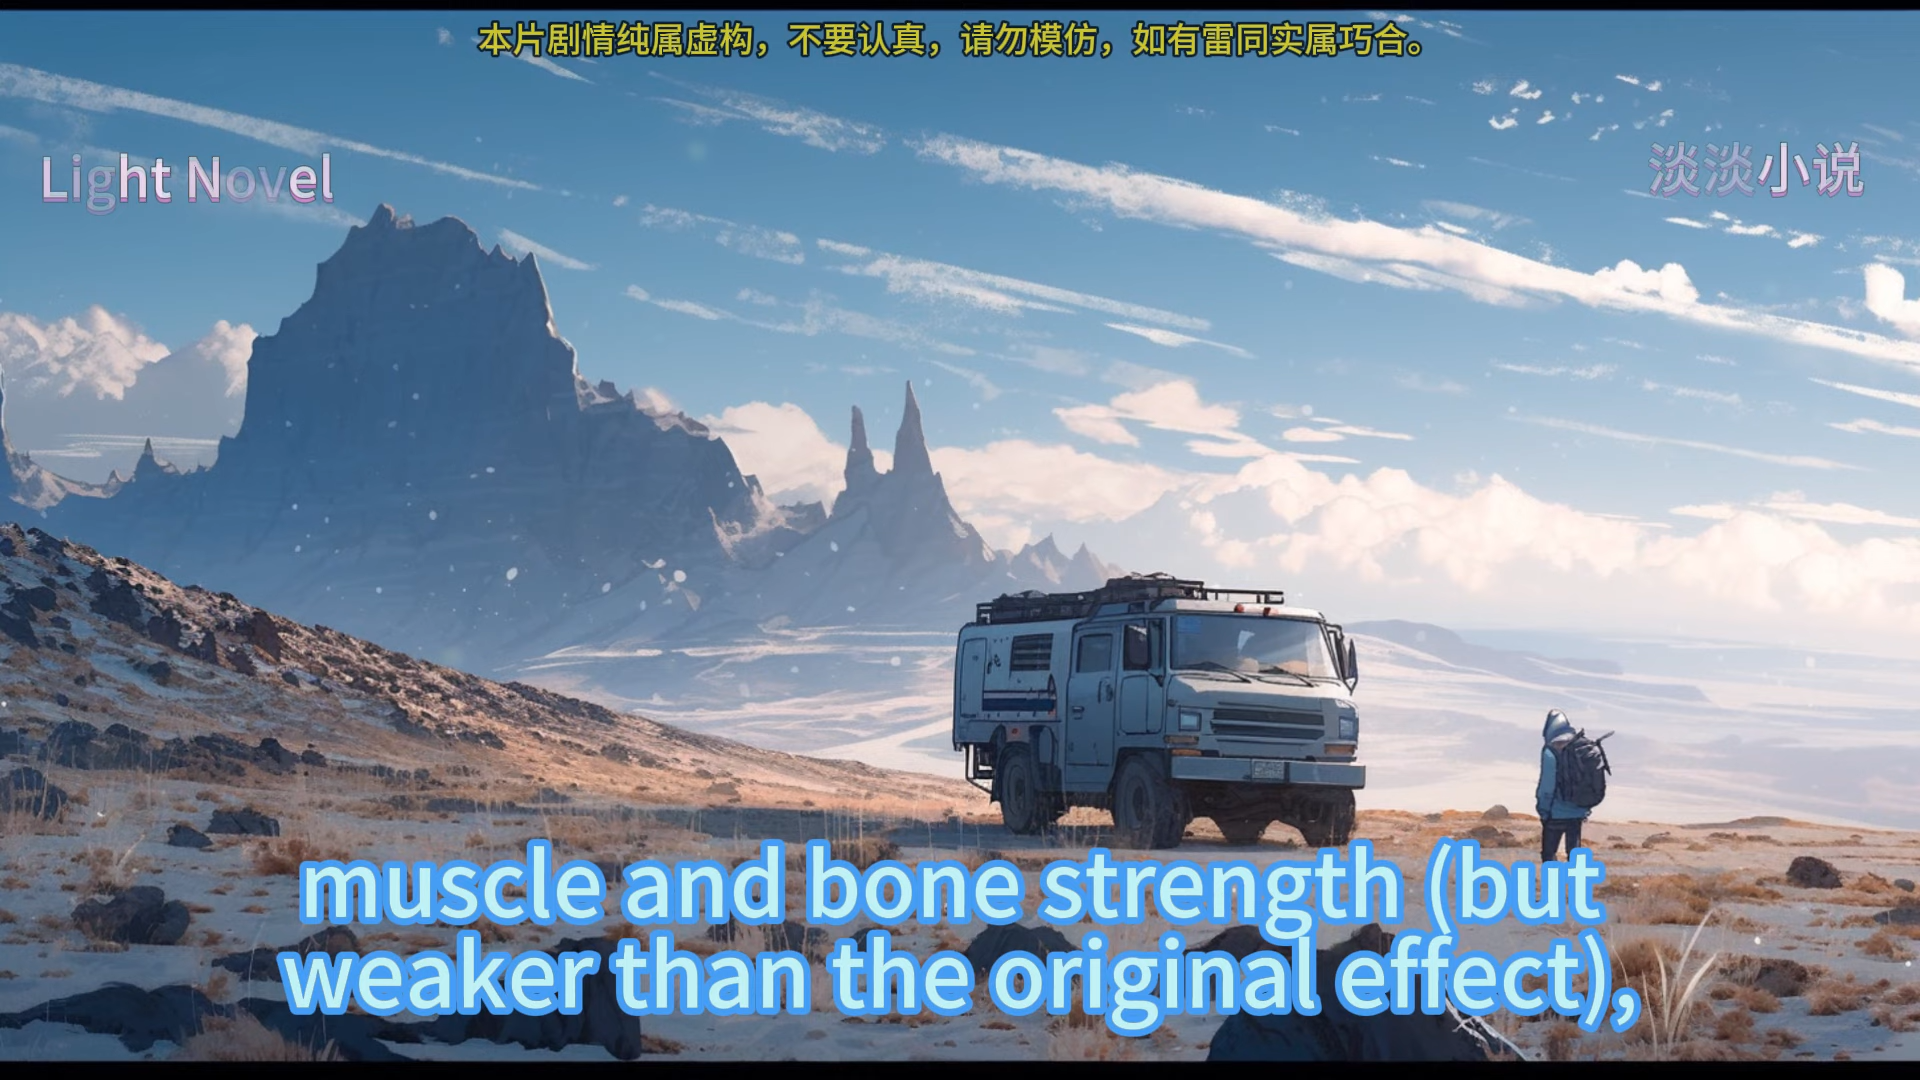 本片剧情纯属虚构，不要认真，请勿模仿，如有雷同实属巧合。
Light Novel
淡淡小说
muscle and bone strength (but
weaker than the original effect),